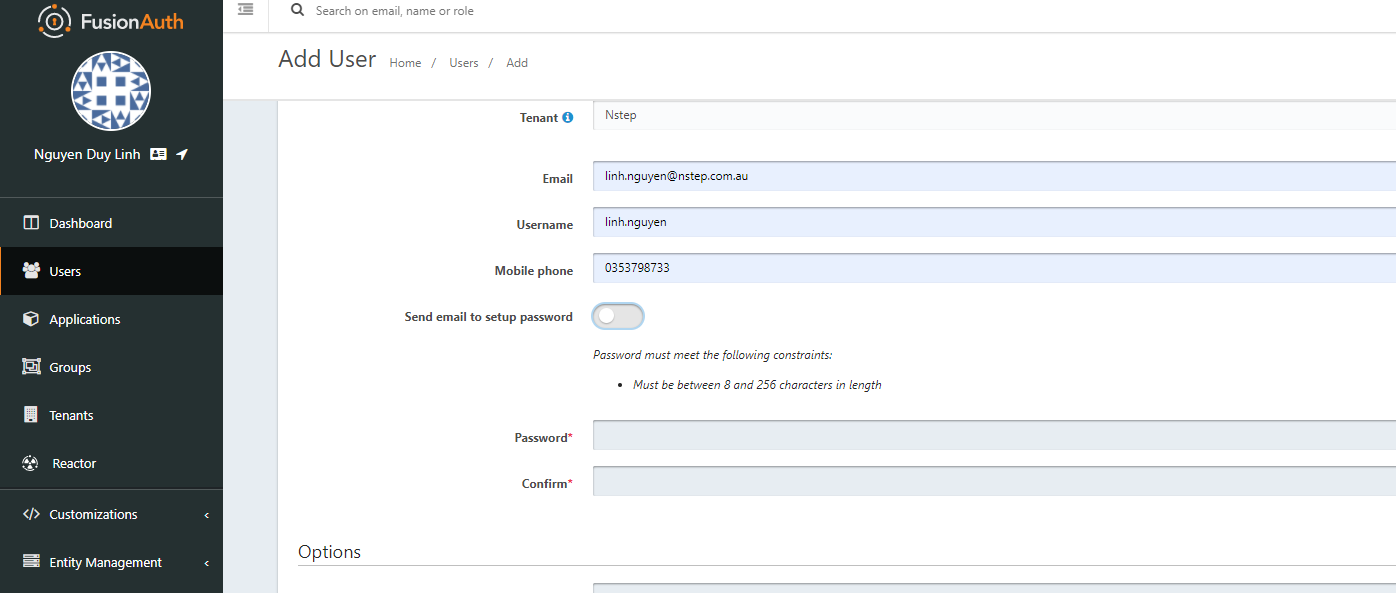 FusionAuth
Search on email, name or role
Add User Home / Users / Add
Nguyen Duy Linh
Dashboard
Users
Applications
Groups
Tenants
Reactor
Customizations <
Entity Management <
Tenant Nstep
Email linh.nguyen@nstep.com.au
Username linh.nguyen
Mobile phone 0353798733
Send email to setup password
Password must meet the following constraints:
• Must be between 8 and 256 characters in length
Password*
Confirm*
Options